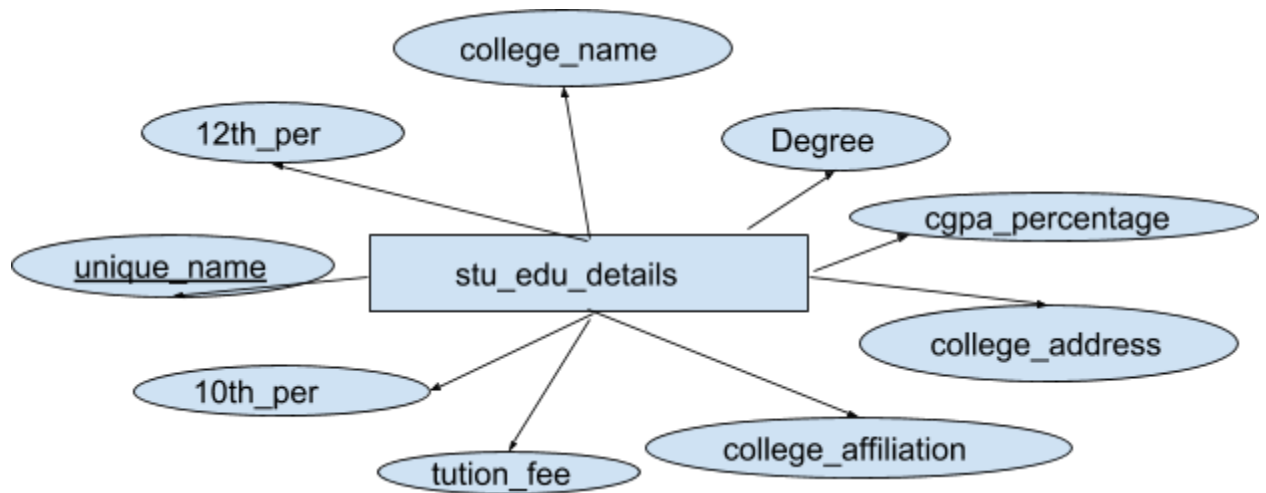 college_name
12th_per
Degree
cgpa_percentage
unique_name
stu_edu_details
college_address
10th_per
college_affiliation
tution_fee